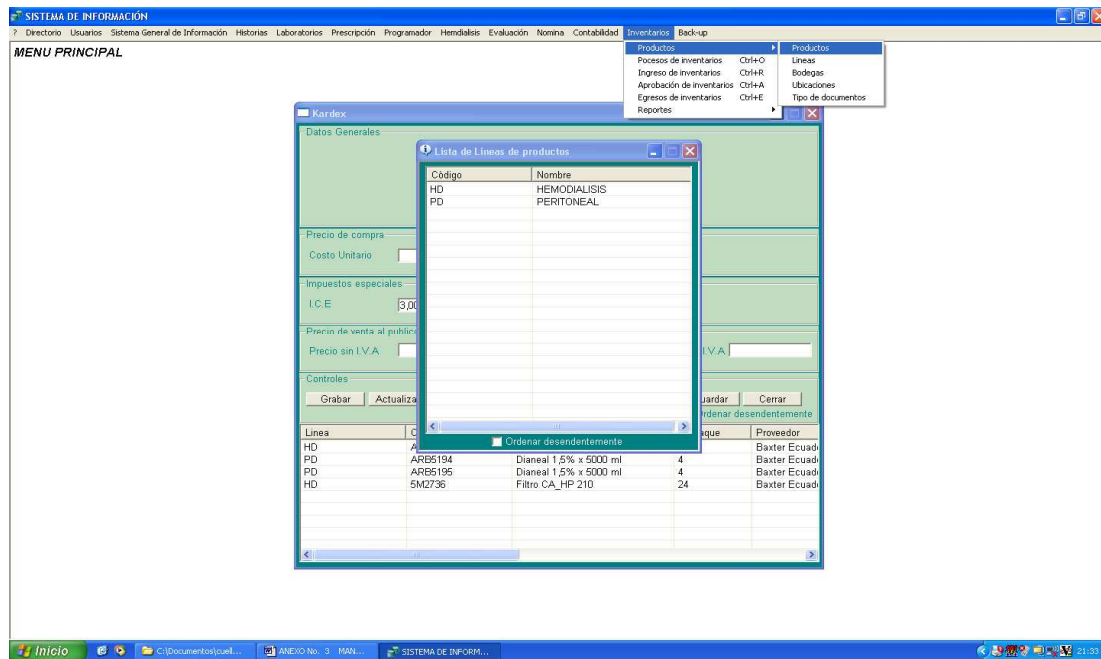 SISTEMA DE INFORMACIÓN
? Directorio Usuarios Sistema General de Información Historias Laboratorios Prescripción Programador Hemdialisis Evaluación Nomina Contabilidad Inventarios Back-up
MENU PRINCIPAL
Productos
Pocesos de inventarios Ctrl+O
Ingreso de inventarios Ctrl+R
Aprobación de inventarios Ctrl+A
Egresos de inventarios Ctrl+E
Reportes
Productos
Lineas
Bodegas
Ubicaciones
Tipo de documentos
Kardex
Datos Generales
Lista de Lineas de productos
Código Nombre
HD HEMODIALISIS
PD PERITONEAL
Ordenar desendentemente
Precio de compra
Costo Unitario
Impuestos especiales
I.C.E 3,00
Precio de venta al publico
Precio sin I.V.A I.V.A
Controles
Grabar Actualiza uardar Cerrar
Ordenar desendentemente
Linea C aque Proveedor
HD A Baxter Ecuad
PD ARB5194 Dianeal 1,5% x 5000 ml 4 Baxter Ecuad
PD ARB5195 Dianeal 1,5% x 5000 ml 4 Baxter Ecuad
HD 5M2736 Filtro CA_HP 210 24 Baxter Ecuad
Inicio C:\Documentos\cuell... ANEXO No. 3 MAN... SISTEMA DE INFORM... 21:33